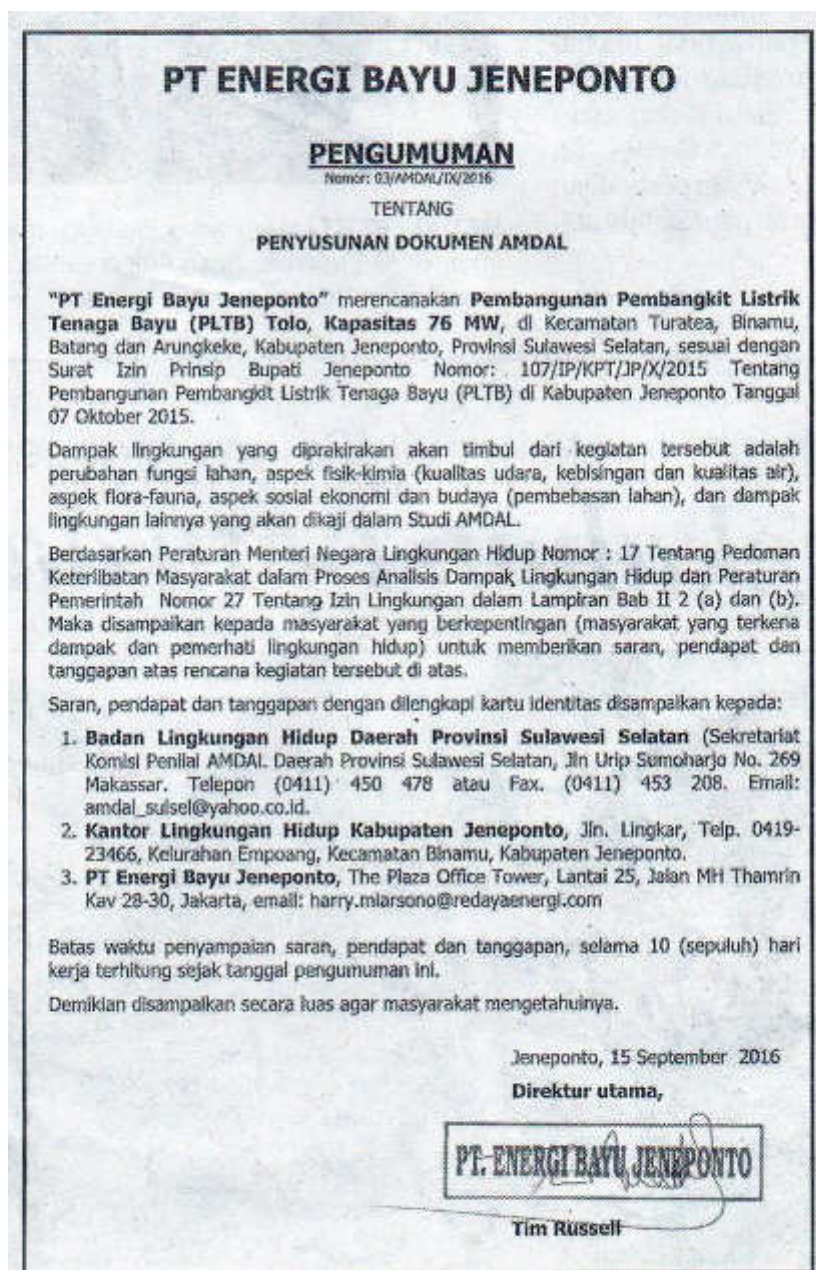 PT ENERGI BAYU JENEPONTO
PENGUMUMAN
Nomor: 03/AMDAL/IX/2016
TENTANG
PENYUSUNAN DOKUMEN AMDAL
"PT Energi Bayu Jeneponto" merencanakan Pembangunan Pembangkit Listrik
Tenaga Bayu (PLTB) Tolo, Kapasitas 76 MW, di Kecamatan Turatea, Binamu,
Batang dan Arungkeke, Kabupaten Jeneponto, Provinsi Sulawesi Selatan, sesuai dengan
Surat Izin Prinsip Bupati Jeneponto Nomor: 107/IP/KPT/JP/X/2015 Tentang
Pembangunan Pembangkit Listrik Tenaga Bayu (PLTB) di Kabupaten Jeneponto Tanggal
07 Oktober 2015.
Dampak lingkungan yang diprakirakan akan timbul dari kegiatan tersebut adalah
perubahan fungsi lahan, aspek fisik-kimia (kualitas udara, kebisingan dan kualitas air),
aspek flora-fauna, aspek sosial ekonomi dan budaya (pembebasan lahan), dan dampak
lingkungan lainnya yang akan dikaji dalam Studi AMDAL.
Berdasarkan Peraturan Menteri Negara Lingkungan Hidup Nomor : 17 Tentang Pedoman
Keterlibatan Masyarakat dalam Proses Analisis Dampak Lingkungan Hidup dan Peraturan
Pemerintah Nomor 27 Tentang Izin Lingkungan dalam Lampiran Bab II 2 (a) dan (b).
Maka disampaikan kepada masyarakat yang berkepentingan (masyarakat yang terkena
dampak dan pemerhati lingkungan hidup) untuk memberikan saran, pendapat dan
tanggapan atas rencana kegiatan tersebut di atas.
Saran, pendapat dan tanggapan dengan dilengkapi kartu identitas disampaikan kepada:
1. Badan Lingkungan Hidup Daerah Provinsi Sulawesi Selatan (Sekretariat
Komisi Penilai AMDAL Daerah Provinsi Sulawesi Selatan, Jln Urip Sumoharjo No. 269
Makassar. Telepon (0411) 450 478 atau Fax. (0411) 453 208. Email:
amdal_sulsel@yahoo.co.id.
2. Kantor Lingkungan Hidup Kabupaten Jeneponto, Jln. Lingkar, Telp. 0419-
23466, Kelurahan Empoang, Kecamatan Binamu, Kabupaten Jeneponto.
3. PT Energi Bayu Jeneponto, The Plaza Office Tower, Lantai 25, Jalan MH Thamrin
Kav 28-30, Jakarta, email: harry.miarsono@redayaenergi.com
Batas waktu penyampaian saran, pendapat dan tanggapan, selama 10 (sepuluh) hari
kerja terhitung sejak tanggal pengumuman ini.
Demikian disampaikan secara luas agar masyarakat mengetahuinya.
Jeneponto, 15 September 2016
Direktur utama,
PT. ENERGI BAYU JENEPONTO
Tim Russell